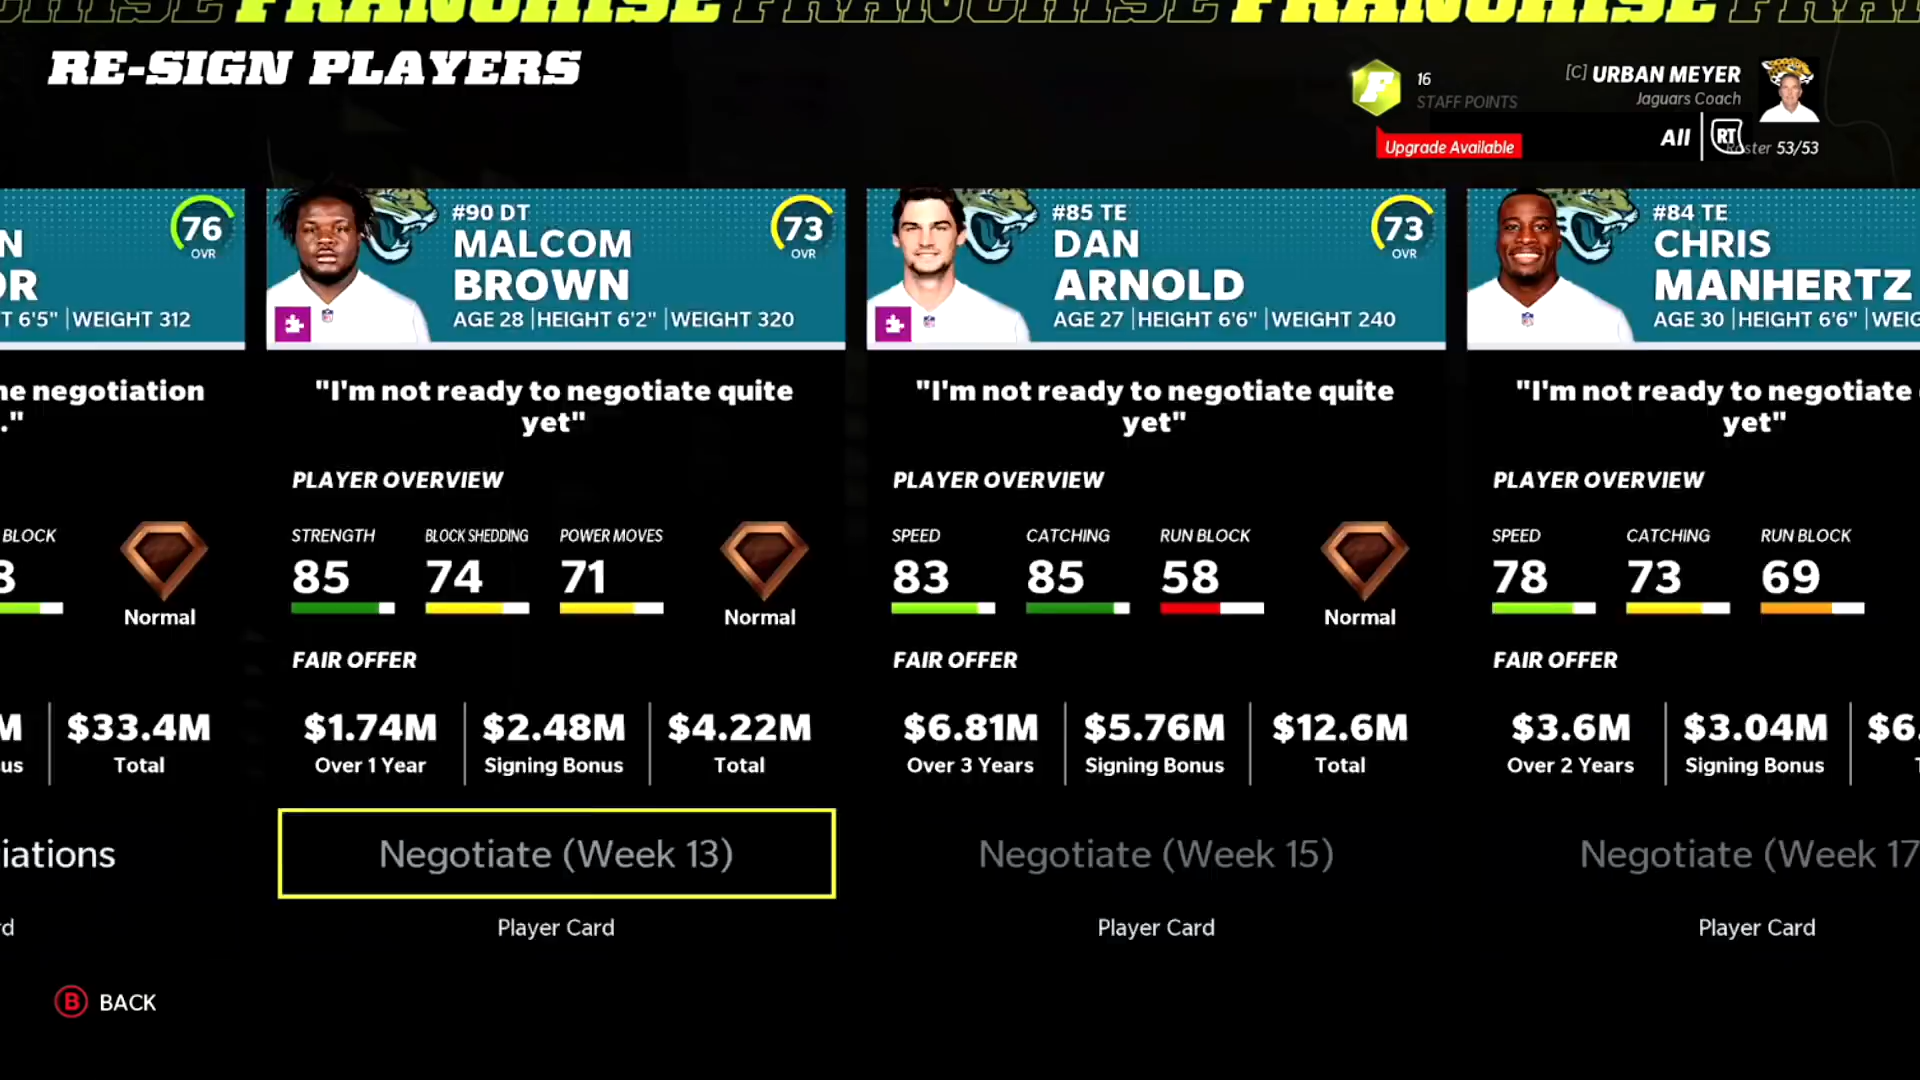 FRANCHISE FRANCHISE FRANCHISE
RE-SIGN PLAYERS
16
STAFF POINTS
Upgrade Available
[C] URBAN MEYER
Jaguars Coach
All RT
Roster 53/53
76
OVR
6'5" | WEIGHT 312
negotiation
BLOCK
Normal
$33.4M
Total
#90 DT
MALCOM
BROWN
AGE 28 | HEIGHT 6'2" | WEIGHT 320
73
OVR
"I'm not ready to negotiate quite
yet"
PLAYER OVERVIEW
STRENGTH BLOCK SHEDDING POWER MOVES
85 74 71
Normal
FAIR OFFER
$1.74M $2.48M $4.22M
Over 1 Year Signing Bonus Total
Negotiate (Week 13)
Player Card
#85 TE
DAN
ARNOLD
AGE 27 | HEIGHT 6'6" | WEIGHT 240
73
OVR
"I'm not ready to negotiate quite
yet"
PLAYER OVERVIEW
SPEED CATCHING RUN BLOCK
83 85 58
Normal
FAIR OFFER
$6.81M $5.76M $12.6M
Over 3 Years Signing Bonus Total
Negotiate (Week 15)
Player Card
#84 TE
CHRIS
MANHERTZ
AGE 30 | HEIGHT 6'6" |
"I'm not ready to negotiate
yet"
PLAYER OVERVIEW
SPEED CATCHING RUN BLOCK
78 73 69
FAIR OFFER
$3.6M $3.04M $6.
Over 2 Years Signing Bonus
Negotiate (Week 17
Player Card
B BACK